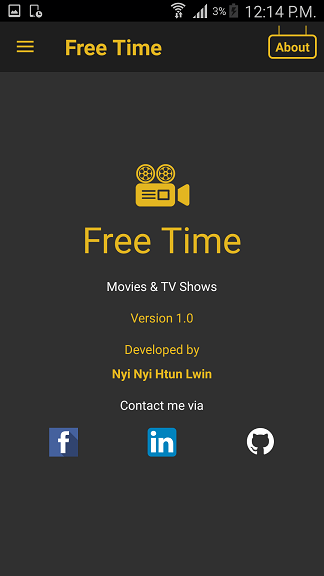 3% 12:14 P.M.
Free Time
About
Free Time
Movies & TV Shows
Version 1.0
Developed by
Nyi Nyi Htun Lwin
Contact me via
f
in